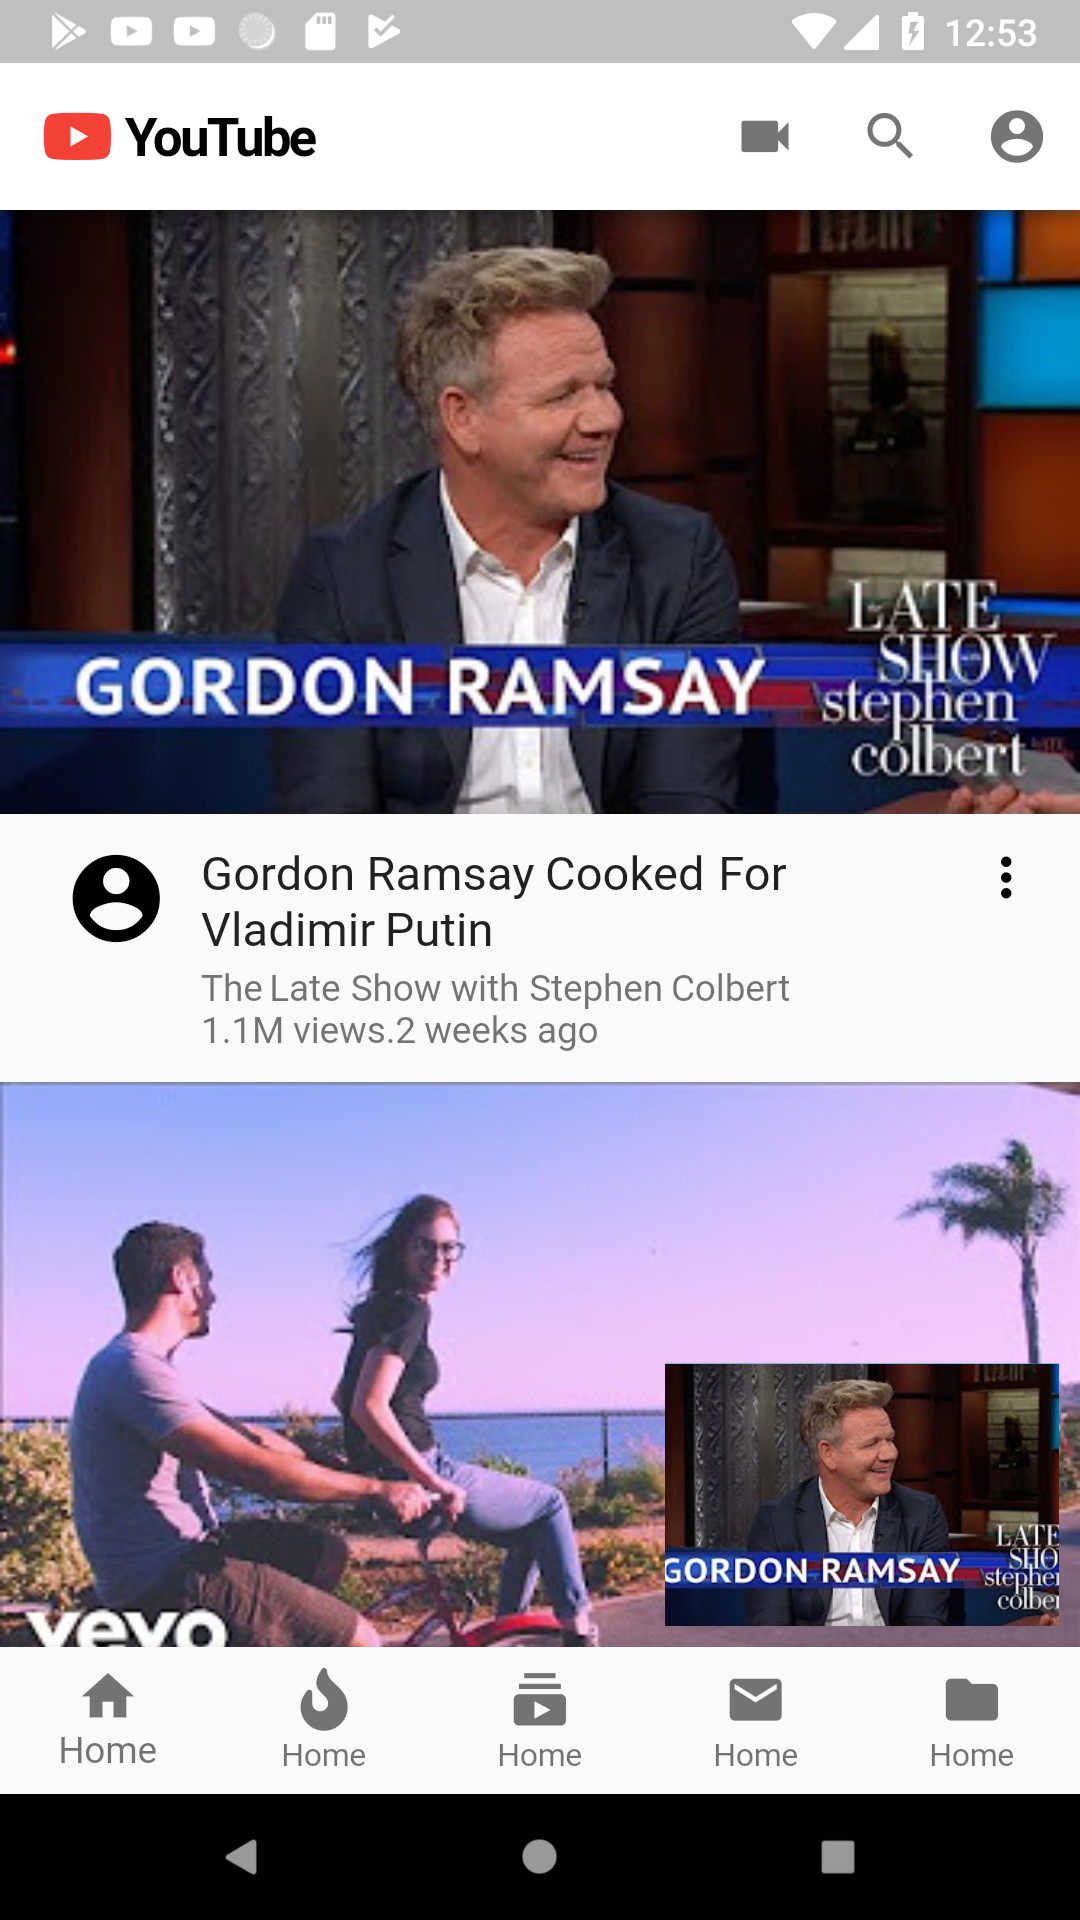 12:53
YouTube
GORDON RAMSAY
LATE
SHOW
stephen
colbert
Gordon Ramsay Cooked For
Vladimir Putin
The Late Show with Stephen Colbert
1.1M views.2 weeks ago
vevo
GORDON RAMSAY
LATE
SHO
stephe
colber
Home
Home
Home
Home
Home